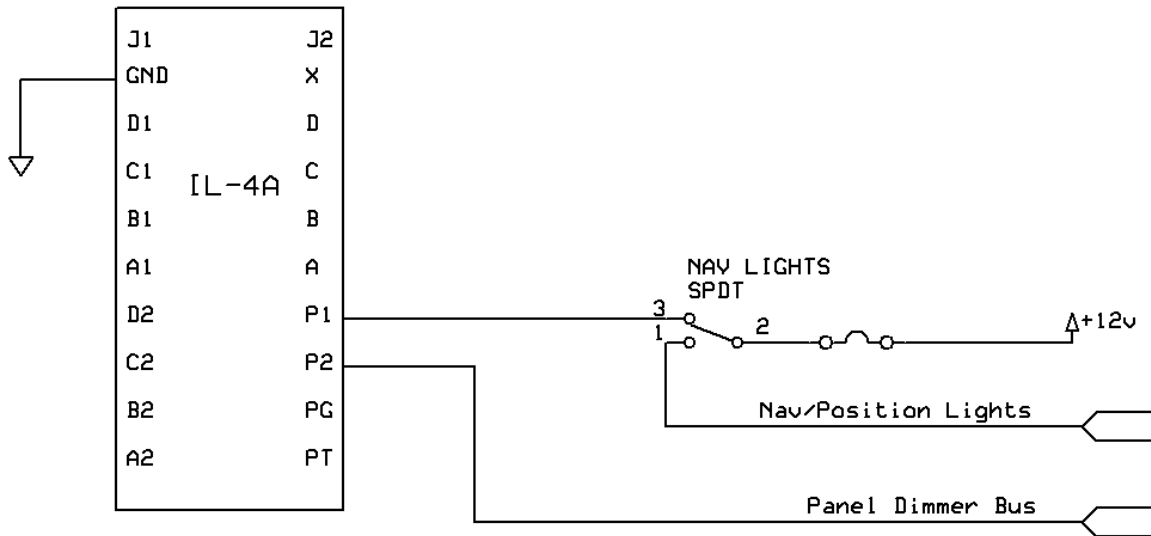 J1 J2
GND X
D1 D
C1 C
IL-4A
B1 B
A1 A
NAV LIGHTS
SPDT
D2 P1 3
1 2 +12v
C2 P2
B2 PG Nav/Position Lights
A2 PT
Panel Dimmer Bus